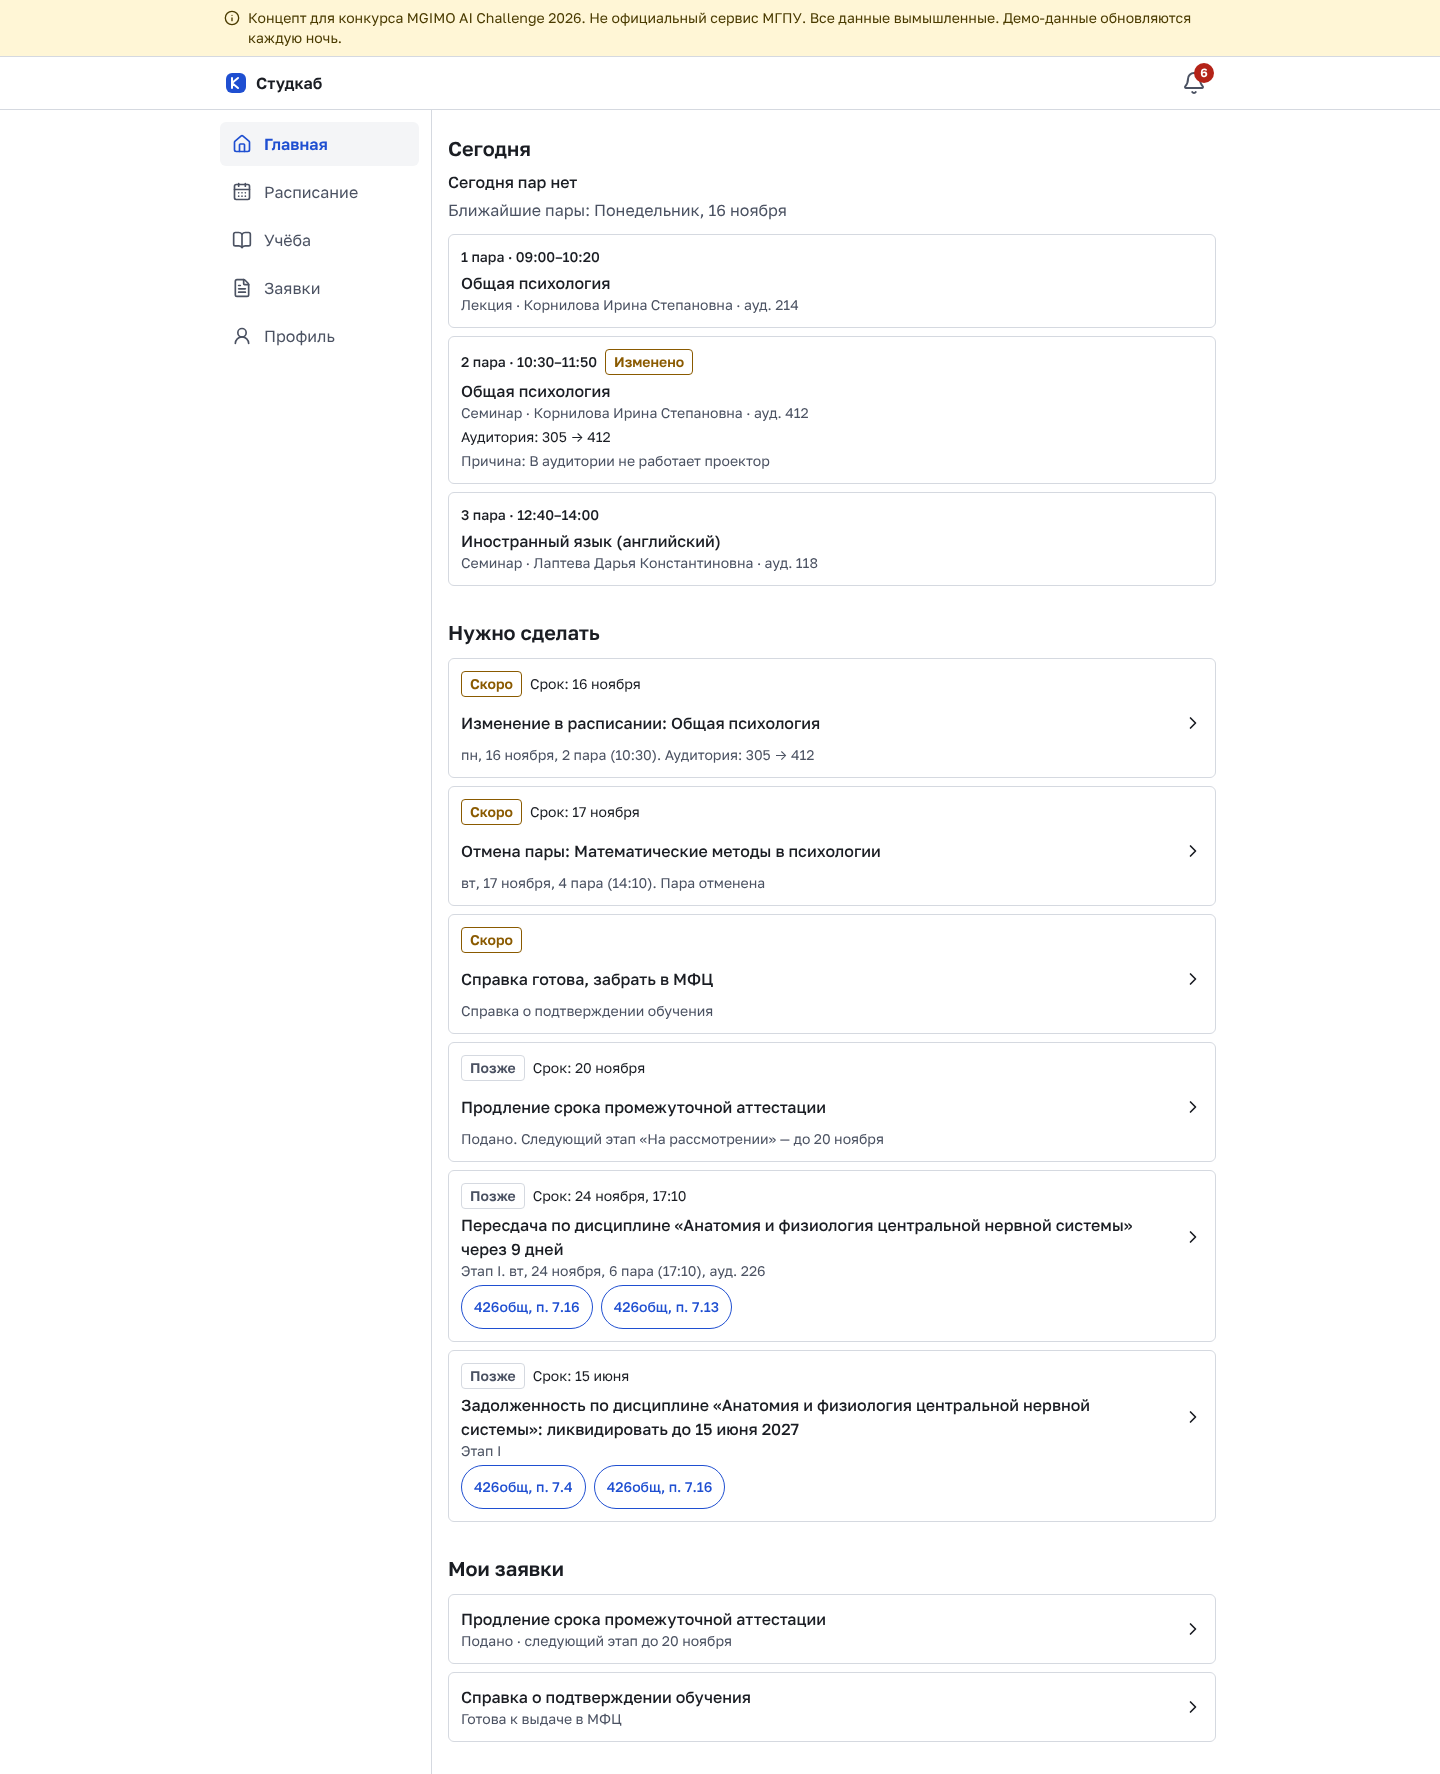 Концепт для конкурса MGIMO AI Challenge 2026. Не официальный сервис МГПУ. Все данные вымышленные. Демо-данные обновляются
каждую ночь.
Студкаб
6
Главная
Расписание
Учёба
Заявки
Профиль
Сегодня
Сегодня пар нет
Ближайшие пары: Понедельник, 16 ноября
1 пара · 09:00–10:20
Общая психология
Лекция · Корнилова Ирина Степановна · ауд. 214
2 пара · 10:30–11:50 Изменено
Общая психология
Семинар · Корнилова Ирина Степановна · ауд. 412
Аудитория: 305 → 412
Причина: В аудитории не работает проектор
3 пара · 12:40–14:00
Иностранный язык (английский)
Семинар · Лаптева Дарья Константиновна · ауд. 118
Нужно сделать
Скоро Срок: 16 ноября
Изменение в расписании: Общая психология
пн, 16 ноября, 2 пара (10:30). Аудитория: 305 → 412
Скоро Срок: 17 ноября
Отмена пары: Математические методы в психологии
вт, 17 ноября, 4 пара (14:10). Пара отменена
Скоро
Справка готова, забрать в МФЦ
Справка о подтверждении обучения
Позже Срок: 20 ноября
Продление срока промежуточной аттестации
Подано. Следующий этап «На рассмотрении» — до 20 ноября
Позже Срок: 24 ноября, 17:10
Пересдача по дисциплине «Анатомия и физиология центральной нервной системы»
через 9 дней
Этап I. вт, 24 ноября, 6 пара (17:10), ауд. 226
426общ, п. 7.16 426общ, п. 7.13
Позже Срок: 15 июня
Задолженность по дисциплине «Анатомия и физиология центральной нервной
системы»: ликвидировать до 15 июня 2027
Этап I
426общ, п. 7.4 426общ, п. 7.16
Мои заявки
Продление срока промежуточной аттестации
Подано · следующий этап до 20 ноября
Справка о подтверждении обучения
Готова к выдаче в МФЦ